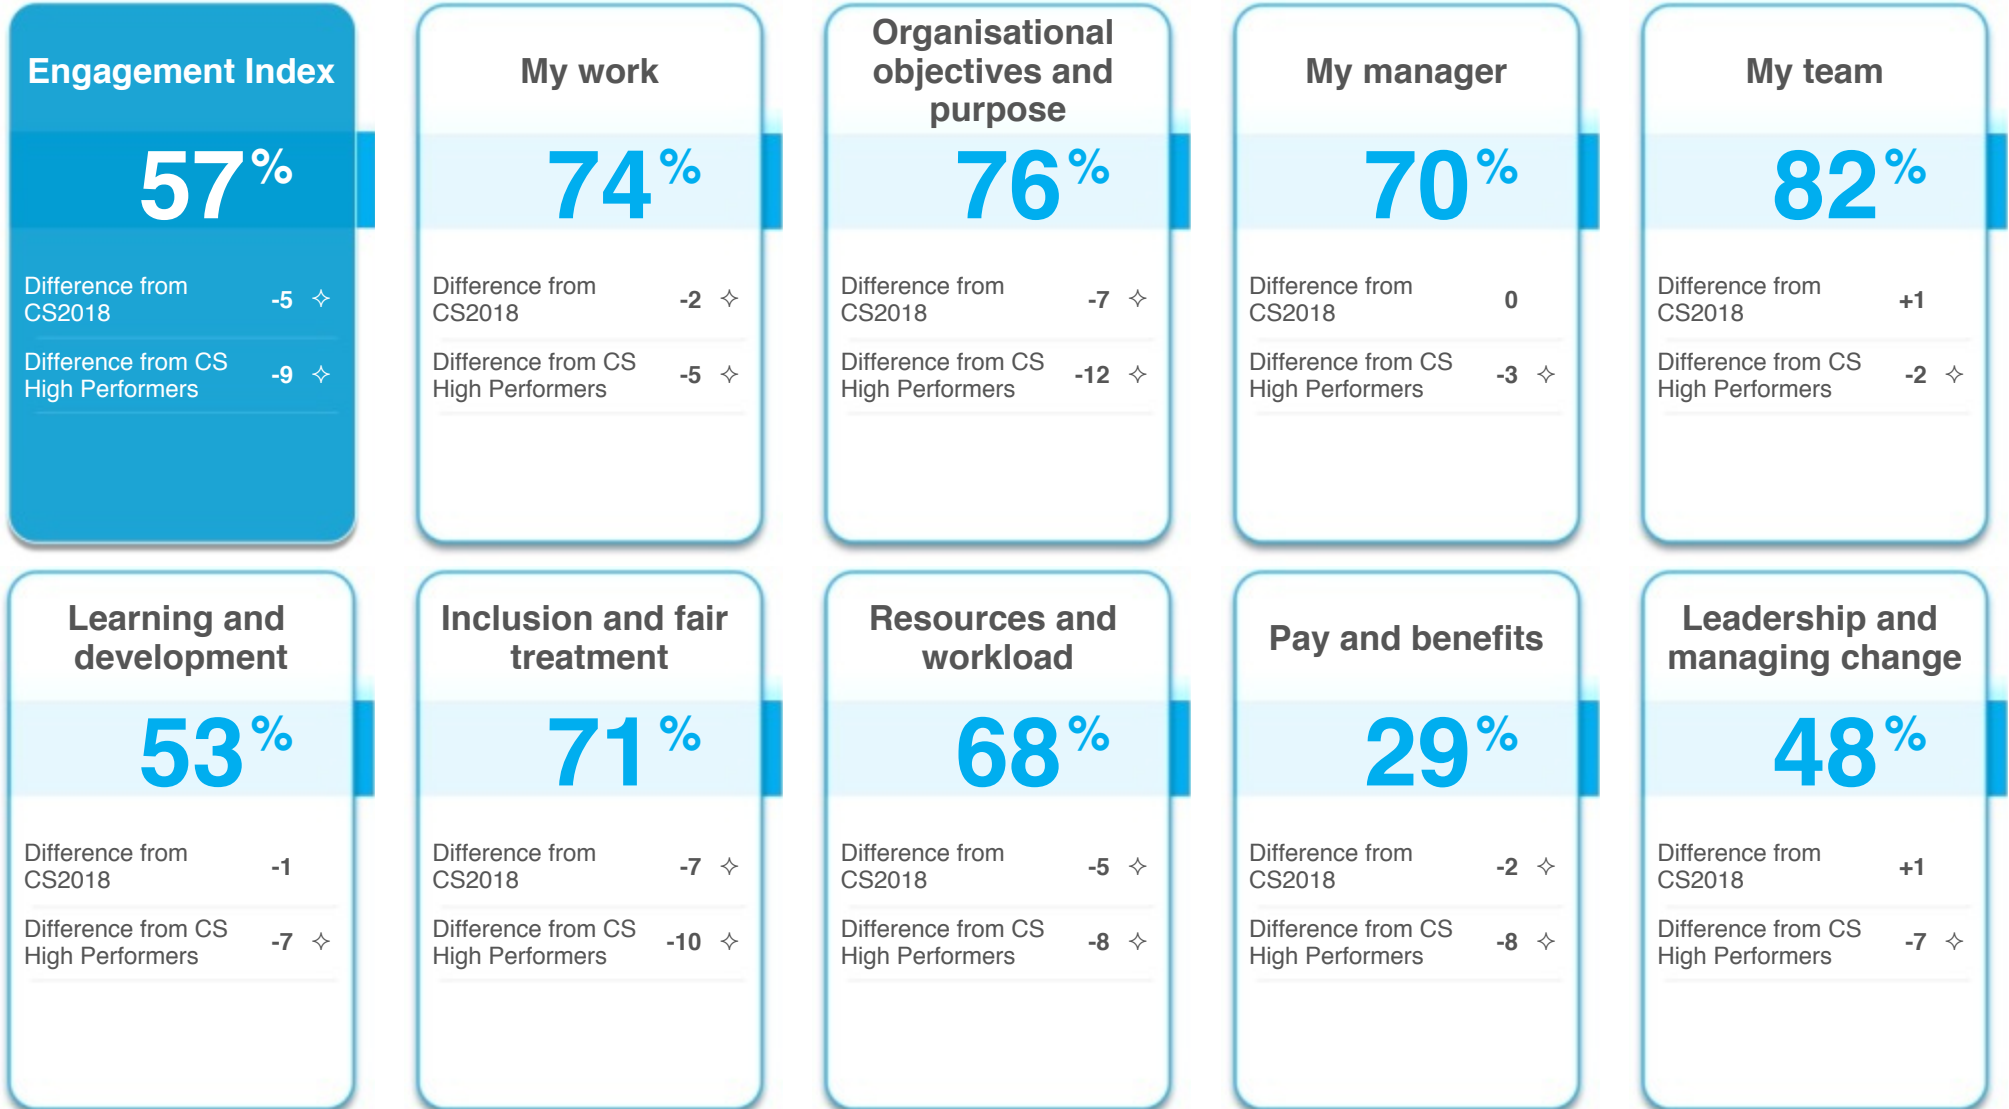 Engagement Index
57%
Difference from
CS2018
-5 ✧
Difference from CS
High Performers
-9 ✧
My work
74%
Difference from
CS2018
-2 ✧
Difference from CS
High Performers
-5 ✧
Organisational
objectives and
purpose
76%
Difference from
CS2018
-7 ✧
Difference from CS
High Performers
-12 ✧
My manager
70%
Difference from
CS2018
0
Difference from CS
High Performers
-3 ✧
My team
82%
Difference from
CS2018
+1
Difference from CS
High Performers
-2 ✧
Learning and
development
53%
Difference from
CS2018
-1
Difference from CS
High Performers
-7 ✧
Inclusion and fair
treatment
71%
Difference from
CS2018
-7 ✧
Difference from CS
High Performers
-10 ✧
Resources and
workload
68%
Difference from
CS2018
-5 ✧
Difference from CS
High Performers
-8 ✧
Pay and benefits
29%
Difference from
CS2018
-2 ✧
Difference from CS
High Performers
-8 ✧
Leadership and
managing change
48%
Difference from
CS2018
+1
Difference from CS
High Performers
-7 ✧